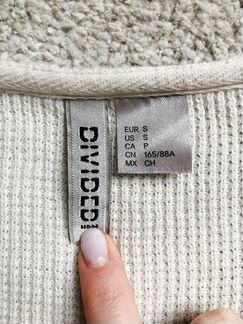 DIVIDED
H&M
EUR S
US S
CA P
CN 165/88A
MX CH